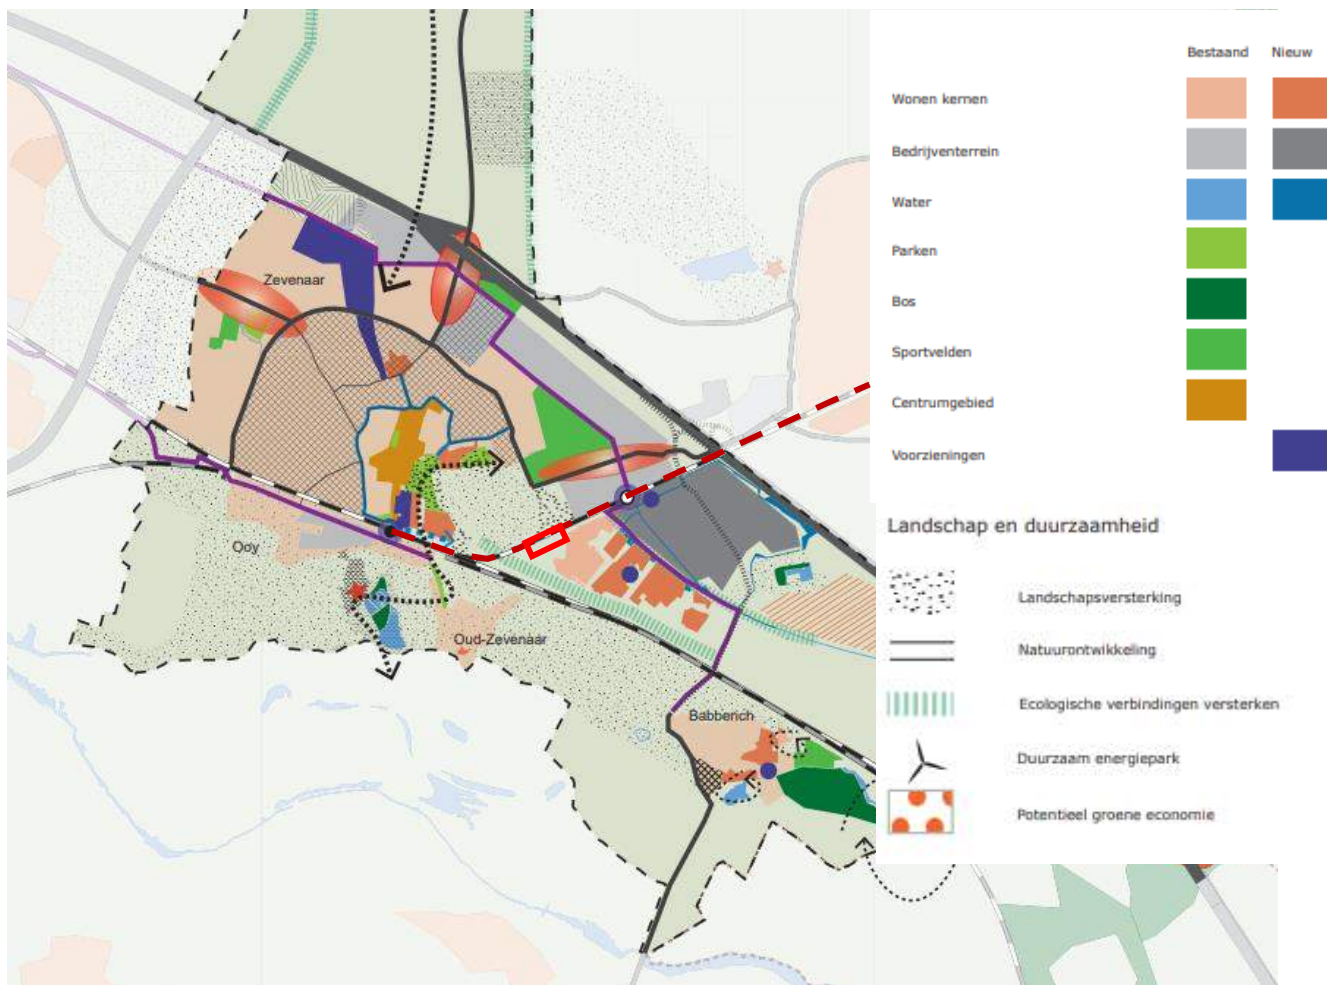 Bestaand Nieuw
Wonen kernen
Bedrijventerrein
Water
Parken
Bos
Sportvelden
Centrumgebied
Voorzieningen
Landschap en duurzaamheid
Landschapsversterking
Natuurontwikkeling
Ecologische verbindingen versterken
Duurzaam energiepark
Potentieel groene economie
Zevenaar
Ooy
Oud-Zevenaar
Babberich